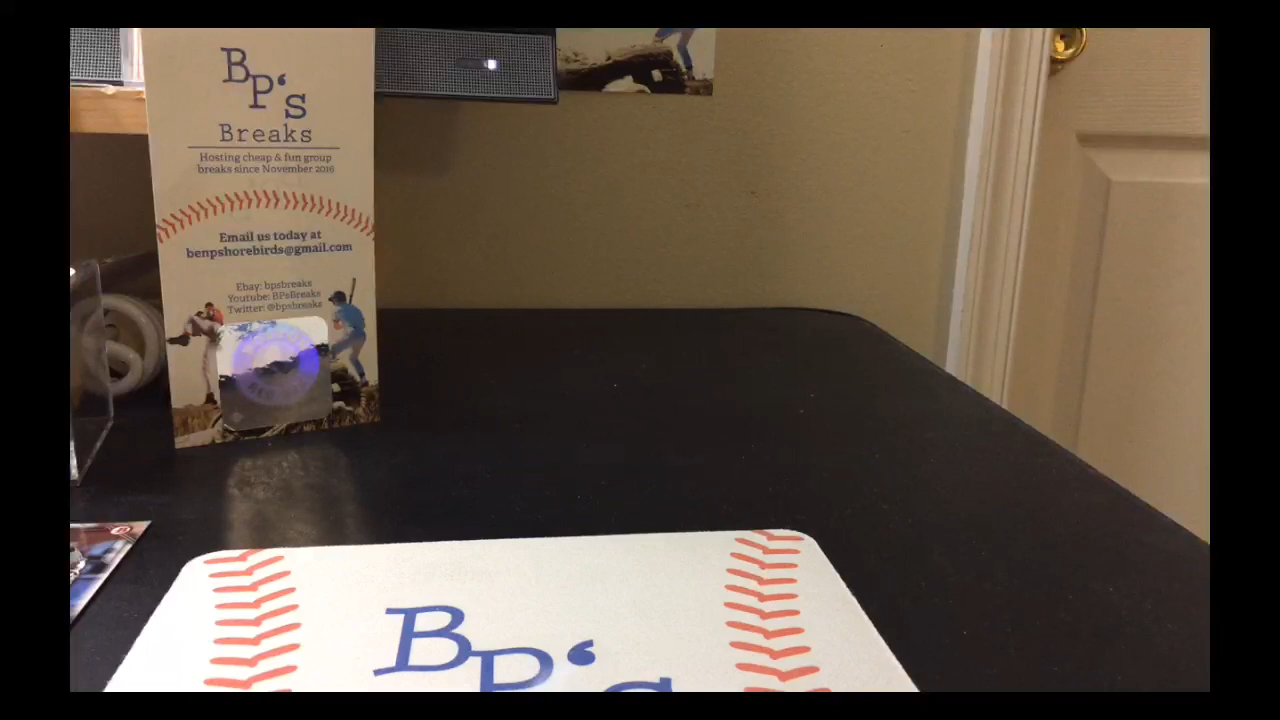 BP's
Breaks
Hosting cheap & fun group
breaks since November 2016
Email us today at
benpshorebirds@gmail.com
Ebay: bpsbreaks
Youtube: BPsBreaks
Twitter: @bpsbreaks
BP's